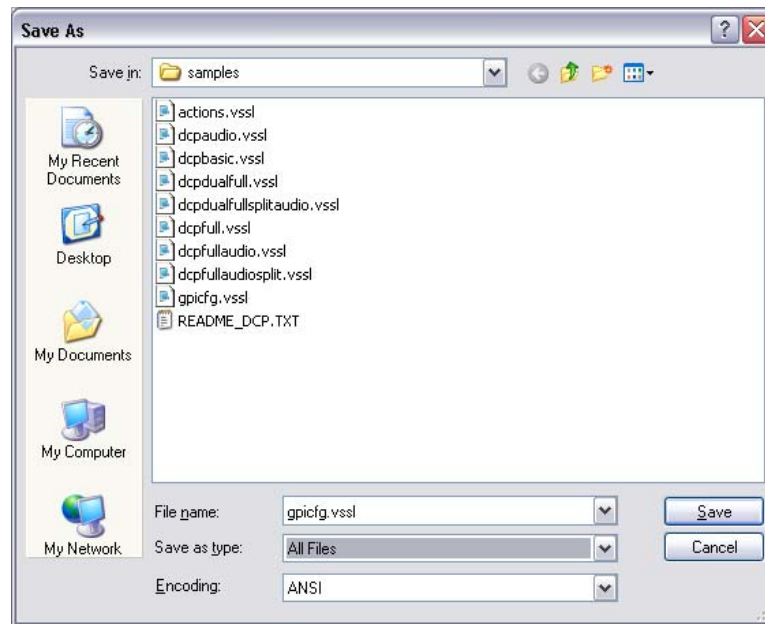 Save As
Save in:
samples
My Recent
Documents
Desktop
My Documents
My Computer
My Network
actions.vssl
dcpaudio.vssl
dcpbasic.vssl
dcpdualfull.vssl
dcpdualfullsplitaudio.vssl
dcpfull.vssl
dcpfullaudio.vssl
dcpfullaudiosplit.vssl
gpicfg.vssl
README_DCP.TXT
File name:
gpicfg.vssl
Save
Save as type:
All Files
Cancel
Encoding:
ANSI